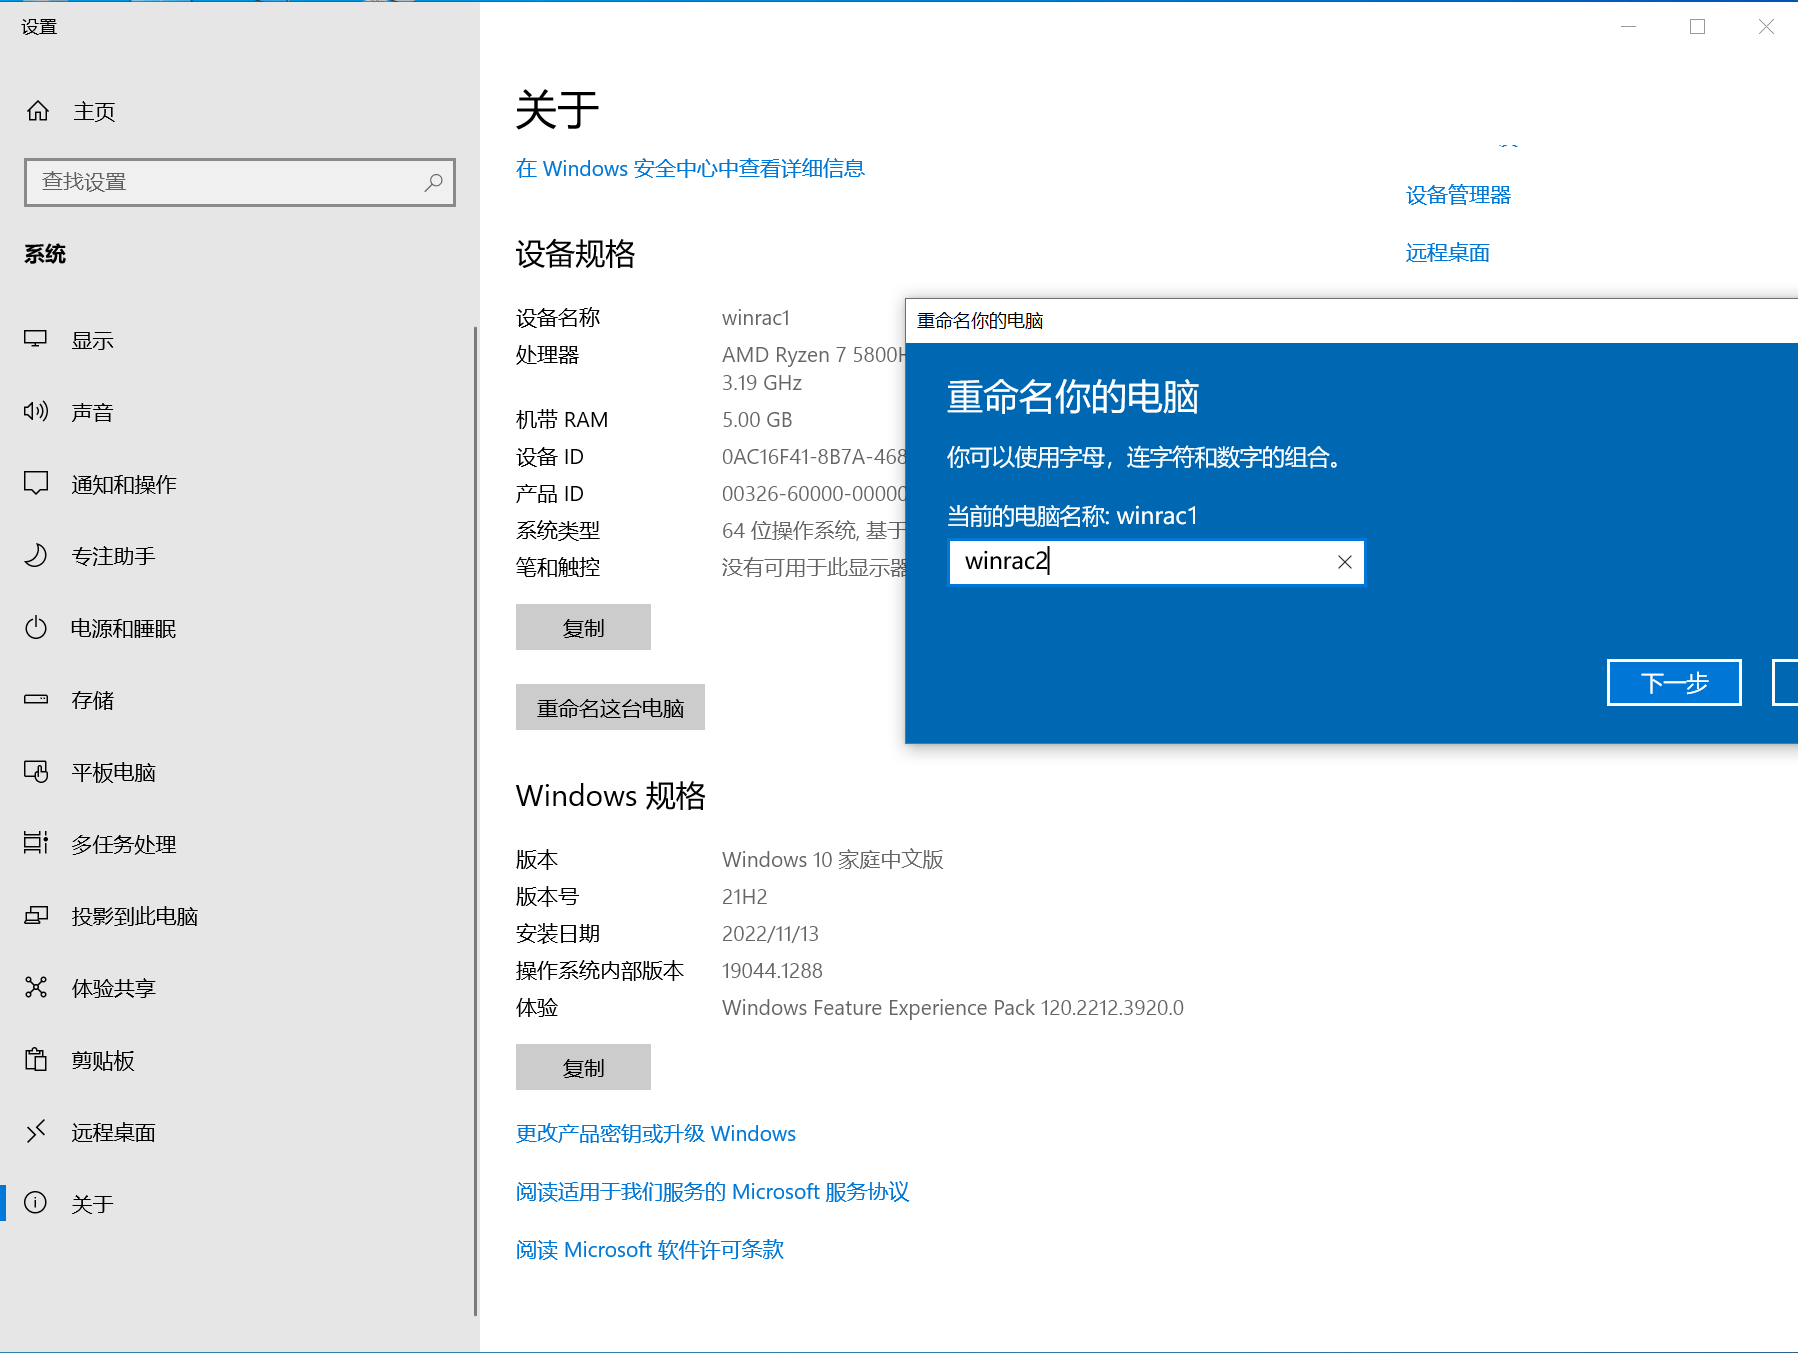 设置
主页
查找设置
系统
显示
声音
通知和操作
专注助手
电源和睡眠
存储
平板电脑
多任务处理
投影到此电脑
体验共享
剪贴板
远程桌面
关于
关于
在 Windows 安全中心中查看详细信息
设备规格
设备名称 winrac1
处理器 AMD Ryzen 7 5800H
3.19 GHz
机带 RAM 5.00 GB
设备 ID 0AC16F41-8B7A-468
产品 ID 00326-60000-00000
系统类型 64 位操作系统, 基于
笔和触控 没有可用于此显示器
复制
重命名这台电脑
Windows 规格
版本 Windows 10 家庭中文版
版本号 21H2
安装日期 2022/11/13
操作系统内部版本 19044.1288
体验 Windows Feature Experience Pack 120.2212.3920.0
复制
更改产品密钥或升级 Windows
阅读适用于我们服务的 Microsoft 服务协议
阅读 Microsoft 软件许可条款
设备管理器
远程桌面
重命名你的电脑
重命名你的电脑
你可以使用字母，连字符和数字的组合。
当前的电脑名称: winrac1
winrac2
下一步